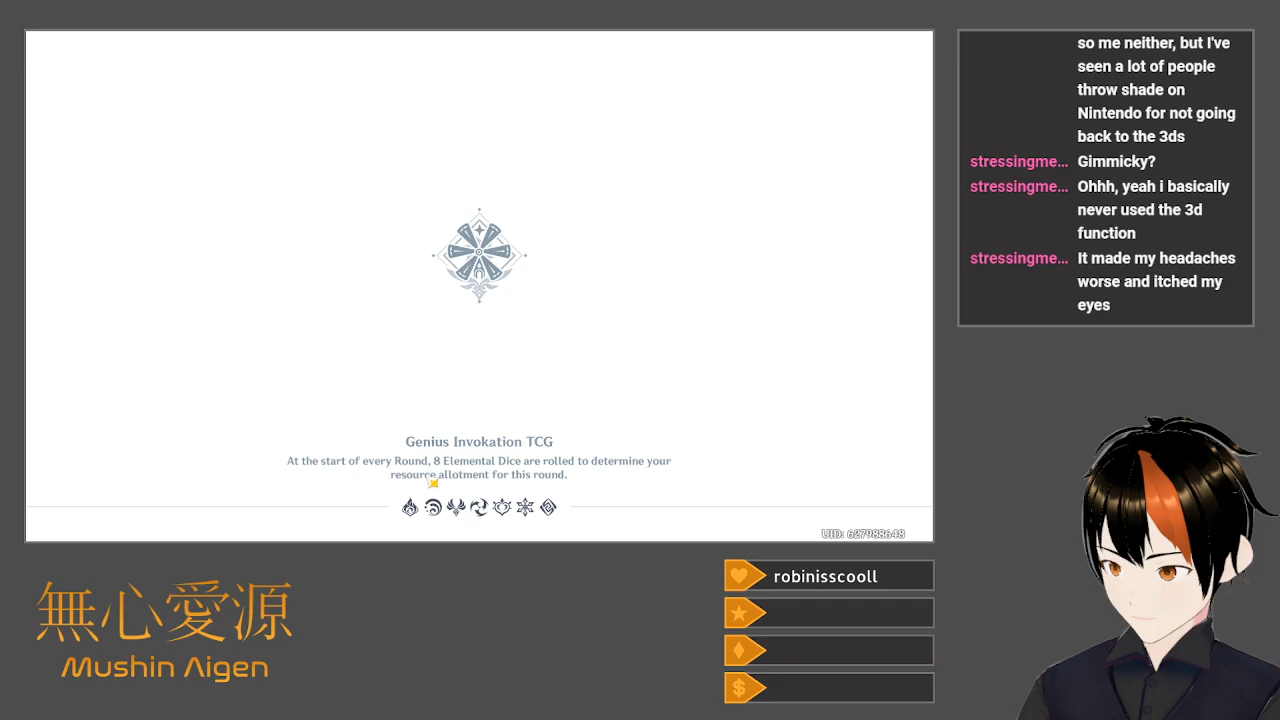 so me neither, but I've
seen a lot of people
throw shade on
Nintendo for not going
back to the 3ds
stressingme... Gimmicky?
stressingme... Ohhh, yeah i basically
never used the 3d
function
stressingme... It made my headaches
worse and itched my
eyes
Genius Invokation TCG
At the start of every Round, 8 Elemental Dice are rolled to determine your
resource allotment for this round.
UID: 627988648
robinisscooll
無心愛源
Mushin Aigen